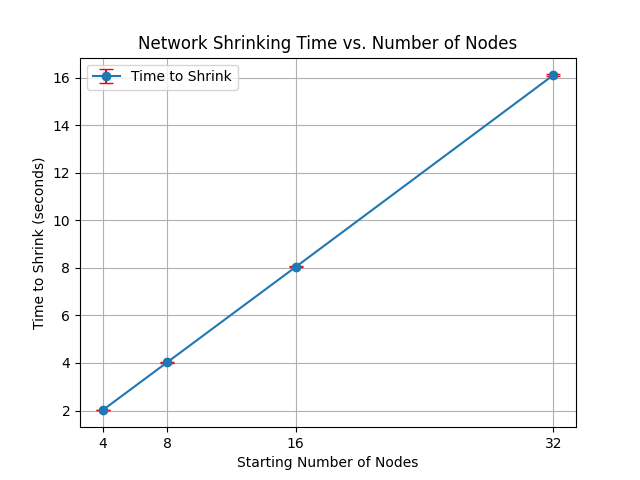 Network Shrinking Time vs. Number of Nodes
Time to Shrink
Time to Shrink (seconds)
16
14
12
10
8
6
4
2
4 8 16 32
Starting Number of Nodes